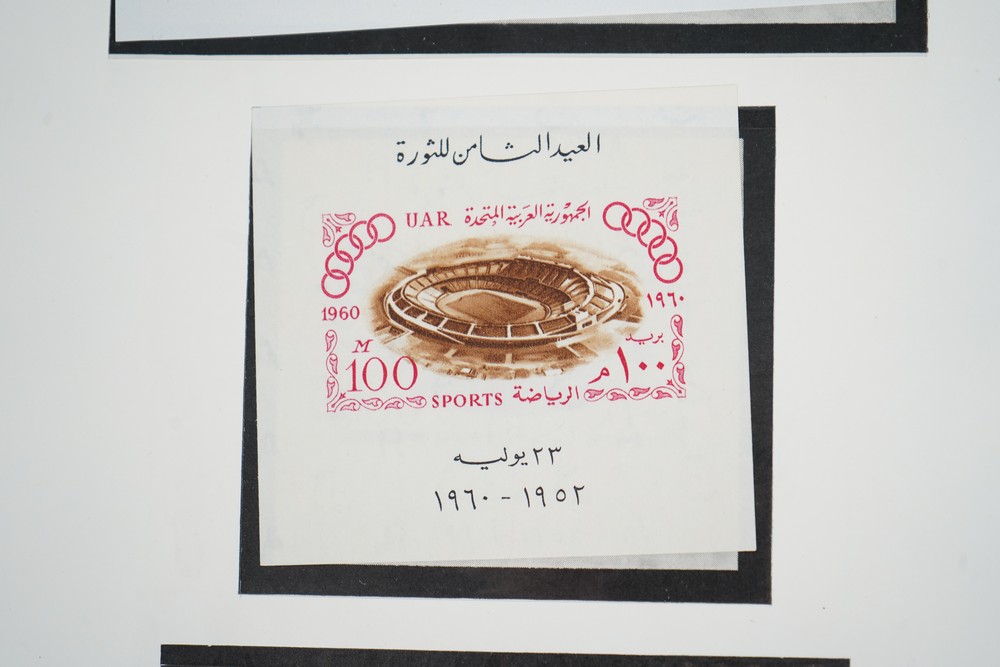 العيد الثامن للثورة
UAR الجمهورية العربية المتحدة
1960 ١٩٦٠
M بريد
100 ١٠٠ م
SPORTS الرياضة
٢٣ يوليه
١٩٥٢ - ١٩٦٠